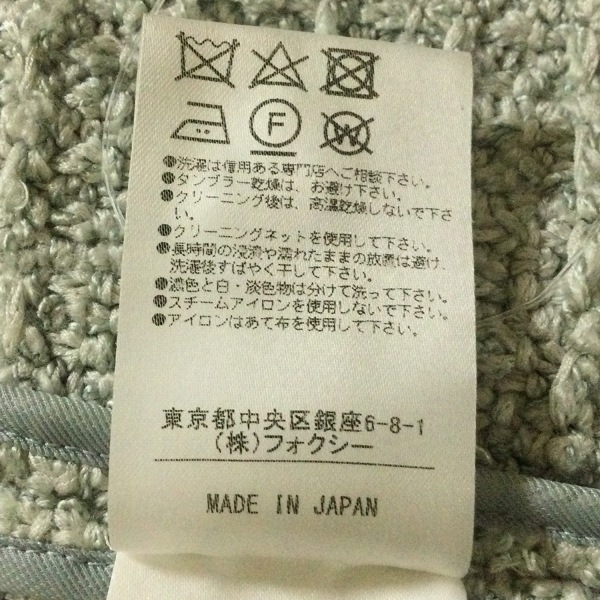 F
W
●洗濯は信用ある専門店へご相談下さい。
●タンブラー乾燥は、お避け下さい。
●クリーニング後は、高温乾燥しないで下さ
い。
●クリーニングネットを使用して下さい。
●長時間の浸漬や濡れたままの放置は避け、
洗濯後すばやく干して下さい。
●濃色と白・淡色物は分けて洗って下さい。
●スチームアイロンを使用しないで下さい。
●アイロンはあて布を使用して下さい。
東京都中央区銀座6-8-1
(株)フォクシー
MADE IN JAPAN